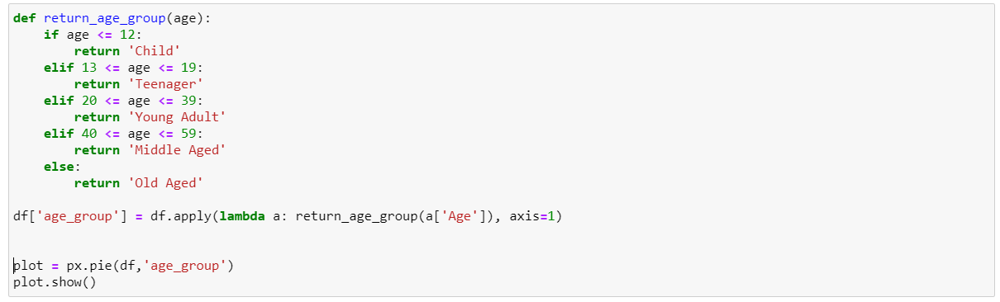 def return_age_group(age):
    if age <= 12:
        return 'Child'
    elif 13 <= age <= 19:
        return 'Teenager'
    elif 20 <= age <= 39:
        return 'Young Adult'
    elif 40 <= age <= 59:
        return 'Middle Aged'
    else:
        return 'Old Aged'
df['age_group'] = df.apply(lambda a: return_age_group(a['Age']), axis=1)
plot = px.pie(df,'age_group')
plot.show()